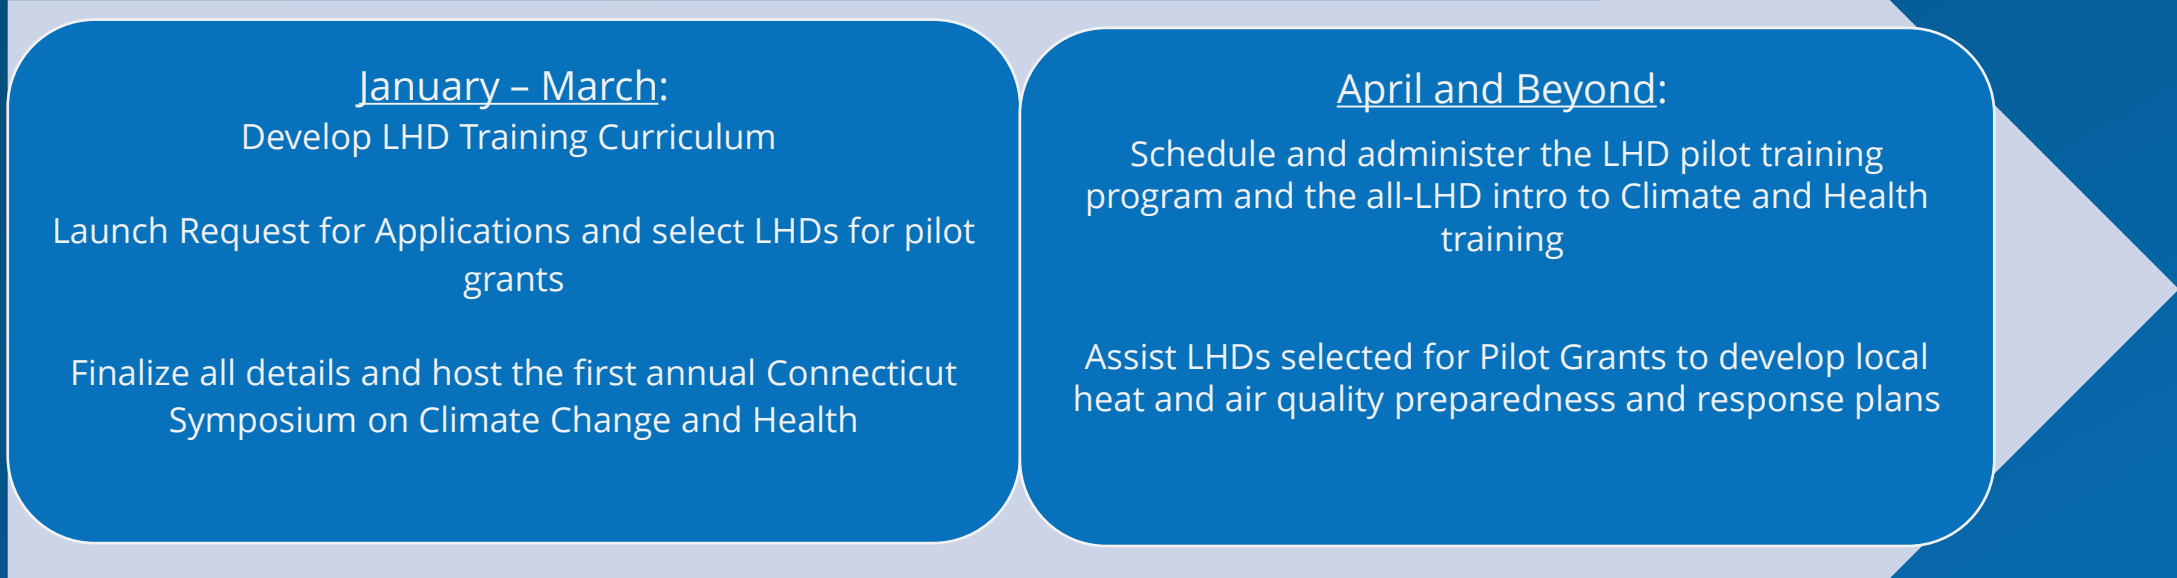 January – March:
Develop LHD Training Curriculum
Launch Request for Applications and select LHDs for pilot
grants
Finalize all details and host the first annual Connecticut
Symposium on Climate Change and Health
April and Beyond:
Schedule and administer the LHD pilot training
program and the all-LHD intro to Climate and Health
training
Assist LHDs selected for Pilot Grants to develop local
heat and air quality preparedness and response plans